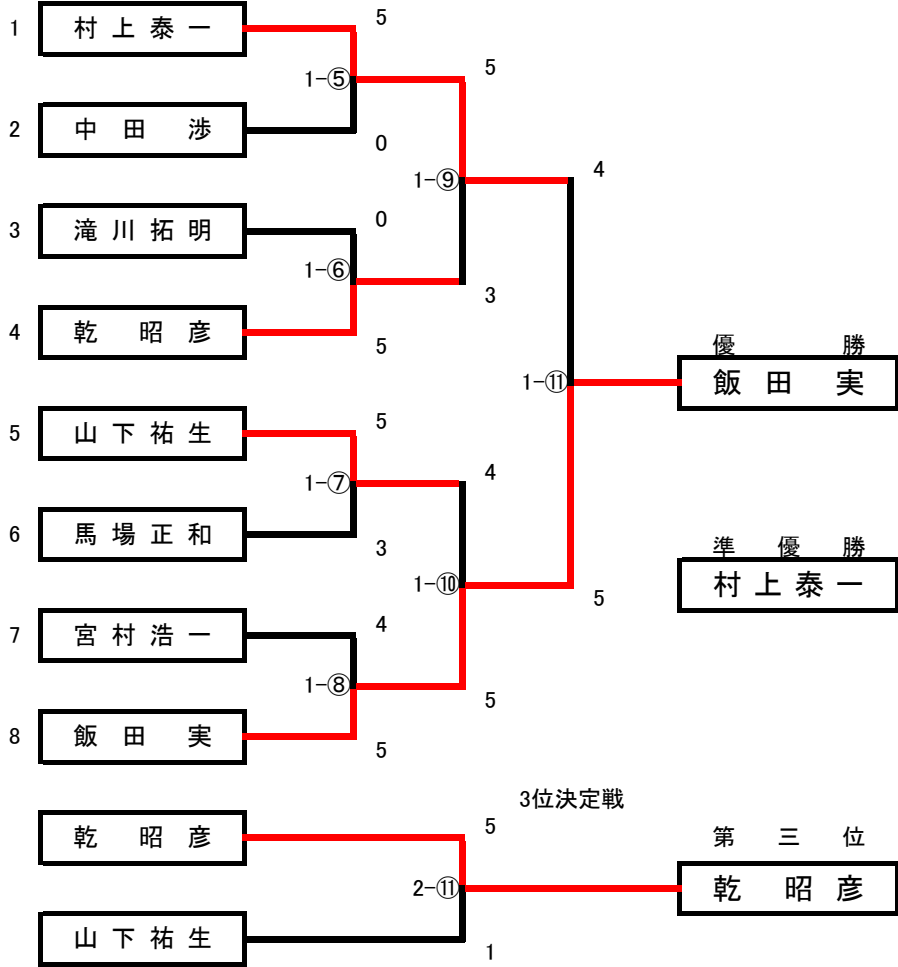 1 村上泰一 5
1-⑤ 5
2 中田 渉 0
1-⑨ 4
3 滝川拓明 0
1-⑥ 3
4 乾 昭彦 5
優勝
1-⑪ 飯田 実
5 山下祐生 5
1-⑦ 4
6 馬場正和 3
準優勝
1-⑩ 5 村上泰一
7 宮村浩一 4
1-⑧ 5
8 飯田 実 5
3位決定戦
乾 昭彦 5 第三位
2-⑪ 乾 昭彦
山下祐生 1